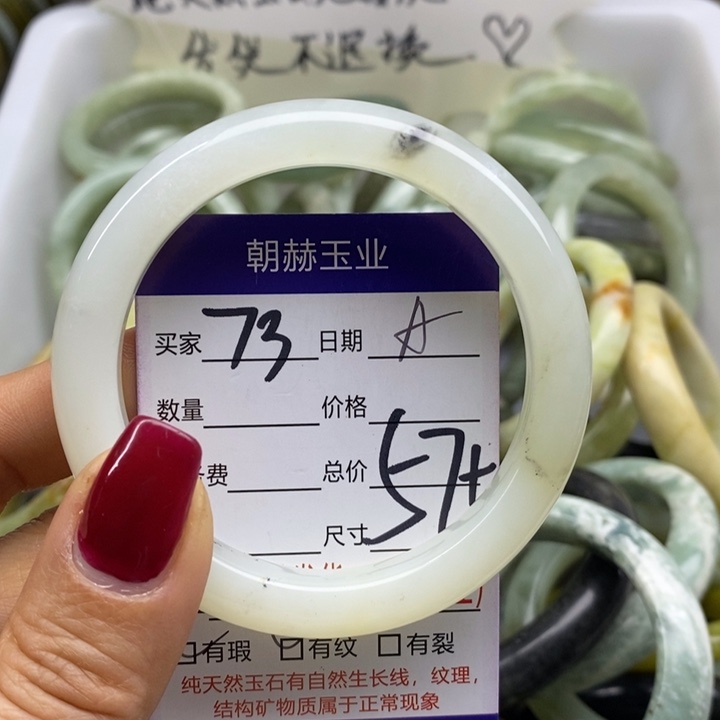 售出不退换
朝赫玉业
买家 73 日期 A
数量 价格
费 总价 57+
尺寸
有瑕 有纹 有裂
纯天然玉石有自然生长线,纹理,
结构矿物质属于正常现象